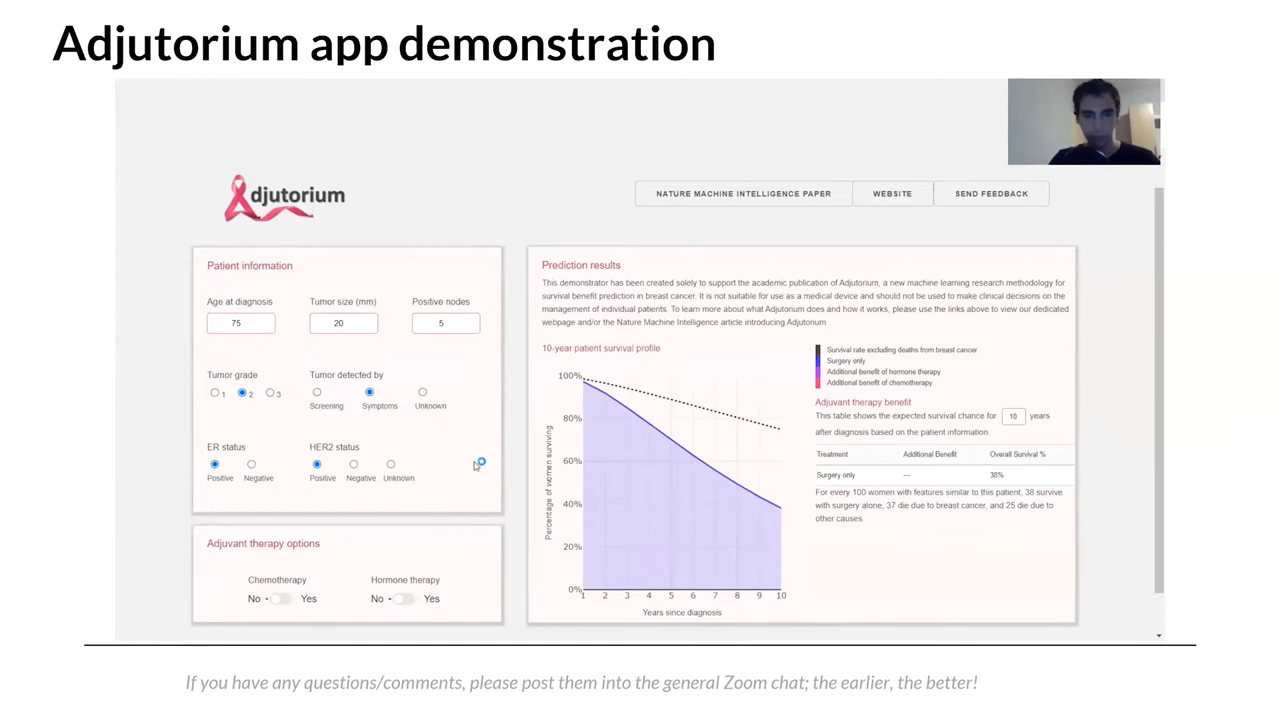 Adjutorium app demonstration
djutorium
NATURE MACHINE INTELLIGENCE PAPER
WEBSITE
SEND FEEDBACK
Patient information
Age at diagnosis
Tumor size (mm)
Positive nodes
75
20
5
Tumor grade
Tumor detected by
1
2
3
Screening
Symptoms
Unknown
ER status
HER2 status
Positive
Negative
Positive
Negative
Unknown
Adjuvant therapy options
Chemotherapy
Hormone therapy
No
Yes
No
Yes
Prediction results
This demonstrator has been created solely to support the academic publication of Adjutorium, a new machine learning research methodology for
survival benefit prediction in breast cancer. It is not suitable for use as a medical device and should not be used to make clinical decisions on the
management of individual patients. To learn more about what Adjutorium does and how it works, please use the links above to view our dedicated
webpage and/or the Nature Machine Intelligence article introducing Adjutorium.
10-year patient survival profile
100%
80%
60%
40%
20%
0%
Percentage of women surviving
1 2 3 4 5 6 7 8 9 10
Years since diagnosis
Survival rate excluding deaths from breast cancer
Surgery only
Additional benefit of hormone therapy
Additional benefit of chemotherapy
Adjuvant therapy benefit
This table shows the expected survival chance for 10 years
after diagnosis based on the patient information.
Treatment Additional Benefit Overall Survival %
Surgery only --- 38%
For every 100 women with features similar to this patient, 38 survive
with surgery alone, 37 die due to breast cancer, and 25 die due to
other causes.
If you have any questions/comments, please post them into the general Zoom chat; the earlier, the better!